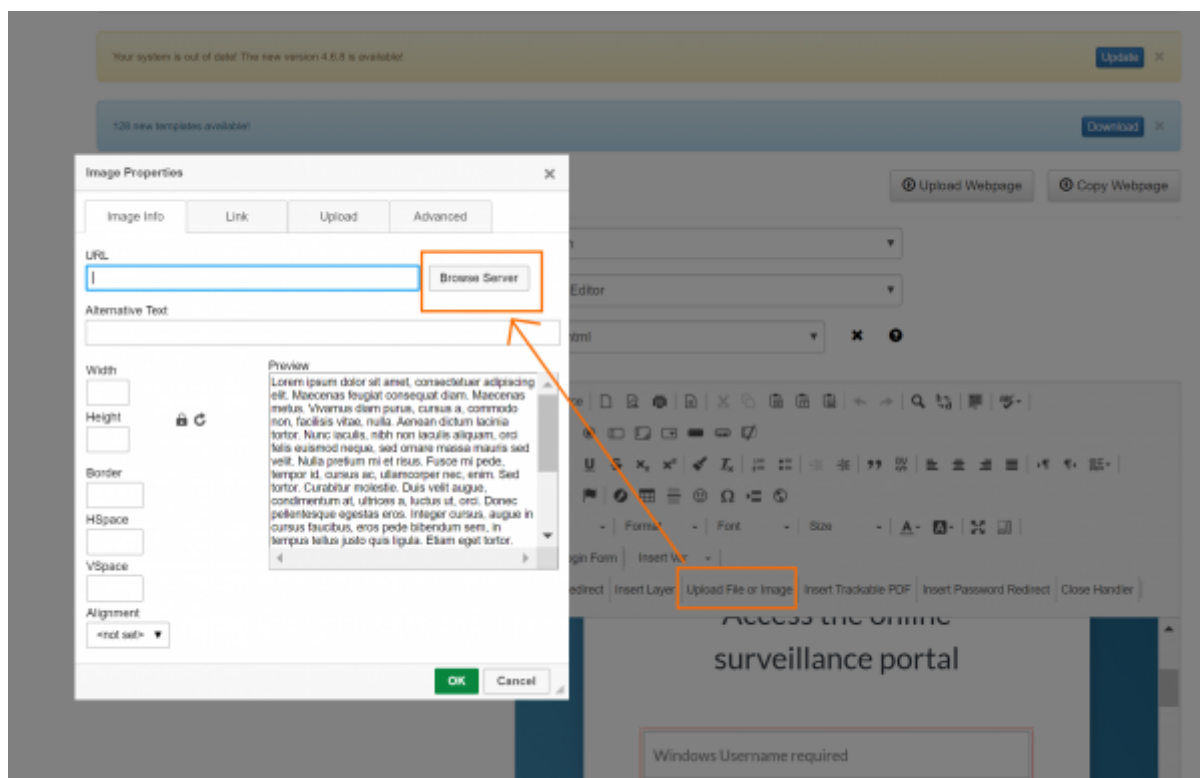 Your system is out of date! The new version 4.6.8 is available!
Update
128 new templates available!
Download
Image Properties
Upload Webpage
Copy Webpage
Image Info
Link
Upload
Advanced
URL
Browse Server
Editor
Alternative Text
html
Width
Preview
Lorem ipsum dolor sit amet, consectetuer adipiscing
elit. Maecenas feugiat consequat diam. Maecenas
metus. Vivamus diam purus, cursus a, commodo
non, facilisis vitae, nulla. Aenean dictum lacinia
tortor. Nunc iaculis, nibh non iaculis aliquam, orci
felis euismod neque, sed ornare massa mauris sed
velit. Nulla pretium mi et risus. Fusce mi pede,
tempor id, cursus ac, ullamcorper nec, enim. Sed
tortor. Curabitur molestie. Duis velit augue,
condimentum at, ultrices a, luctus ut, orci. Donec
pellentesque egestas eros. Integer cursus, augue in
cursus faucibus, eros pede bibendum sem, in
tempus tellus justo quis ligula. Etiam eget tortor.
Height
Border
HSpace
VSpace
Alignment
<not set>
OK
Cancel
Format
Font
Size
Login Form
Insert Var
Redirect
Insert Layer
Upload File or Image
Insert Trackable PDF
Insert Password Redirect
Close Handler
Access the online
surveillance portal
Windows Username required